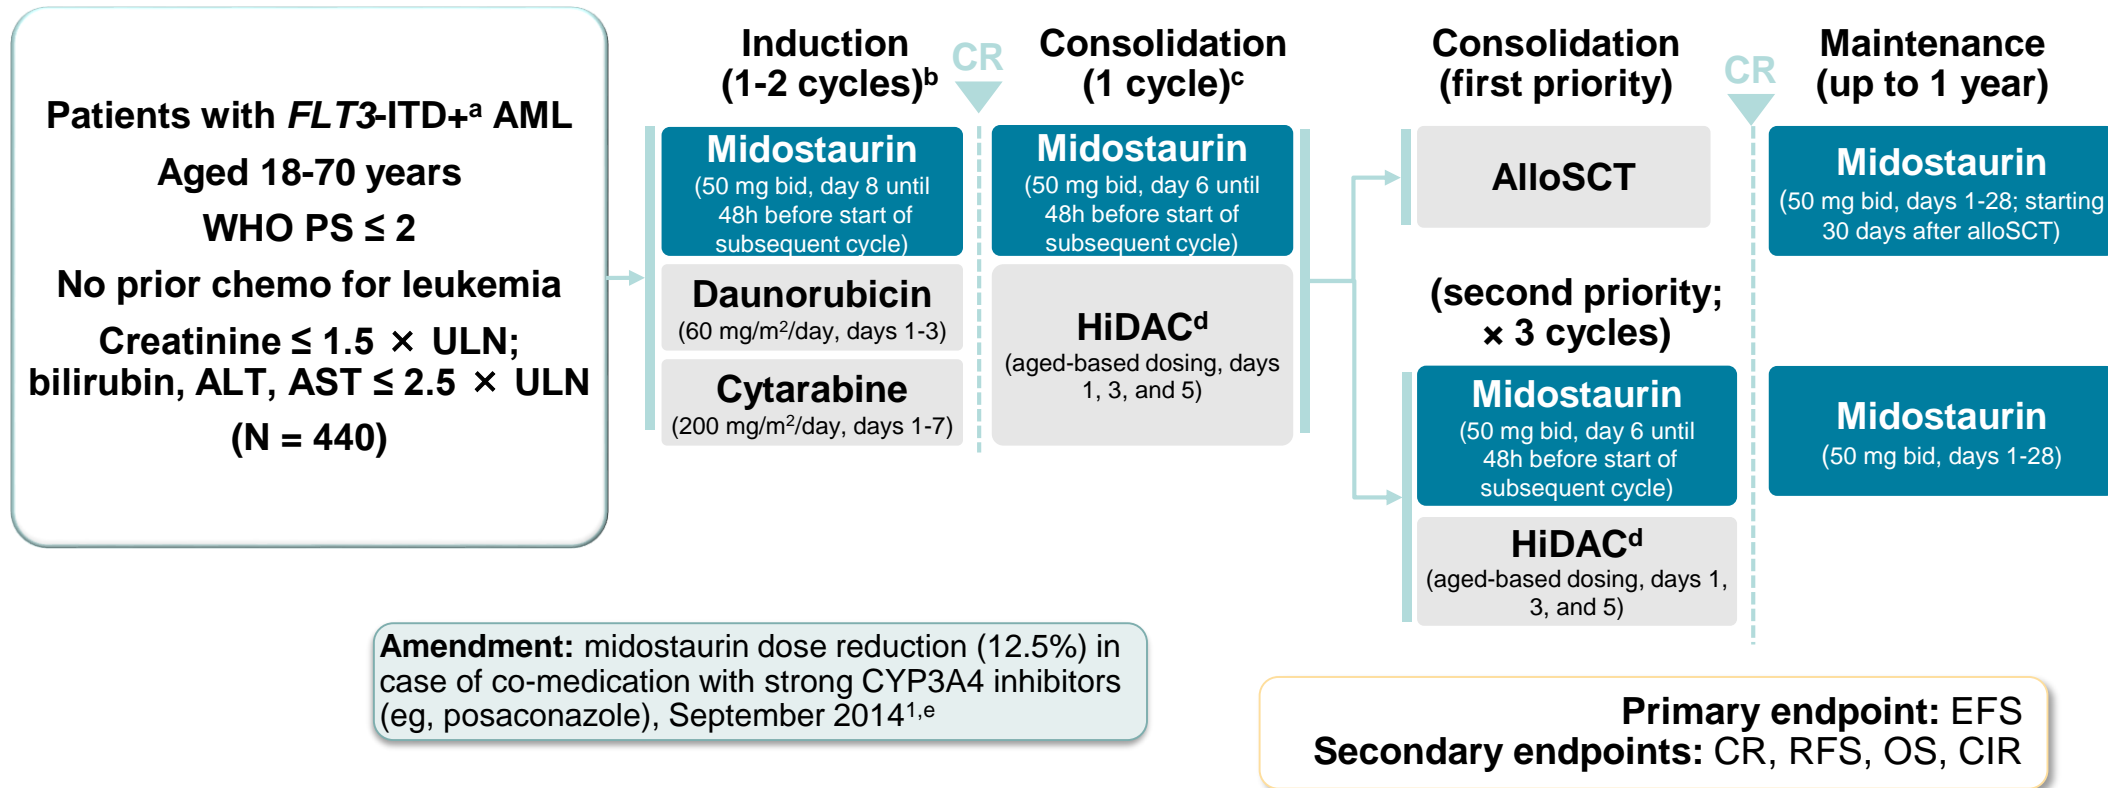 Patients with FLT3-ITD+ᵃ AML
Aged 18-70 years
WHO PS ≤ 2
No prior chemo for leukemia
Creatinine ≤ 1.5 × ULN;
bilirubin, ALT, AST ≤ 2.5 × ULN
(N = 440)
Induction
(1-2 cycles)ᵇ
CR
Midostaurin
(50 mg bid, day 8 until
48h before start of
subsequent cycle)
Daunorubicin
(60 mg/m²/day, days 1-3)
Cytarabine
(200 mg/m²/day, days 1-7)
Consolidation
(1 cycle)ᶜ
Midostaurin
(50 mg bid, day 6 until
48h before start of
subsequent cycle)
HiDACᵈ
(aged-based dosing, days
1, 3, and 5)
Consolidation
(first priority)
AlloSCT
(second priority;
× 3 cycles)
Midostaurin
(50 mg bid, day 6 until
48h before start of
subsequent cycle)
HiDACᵈ
(aged-based dosing, days 1,
3, and 5)
CR
Maintenance
(up to 1 year)
Midostaurin
(50 mg bid, days 1-28; starting
30 days after alloSCT)
Midostaurin
(50 mg bid, days 1-28)
Amendment: midostaurin dose reduction (12.5%) in
case of co-medication with strong CYP3A4 inhibitors
(eg, posaconazole), September 2014¹,ᵉ
Primary endpoint: EFS
Secondary endpoints: CR, RFS, OS, CIR